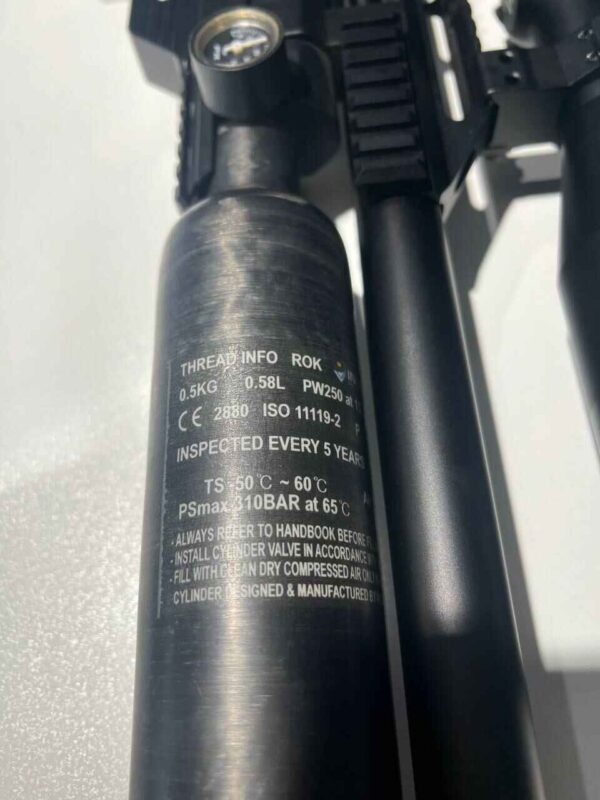 THREAD INFO ROK
0.5KG 0.58L PW250 at
CE 2880 ISO 11119-2 P
INSPECTED EVERY 5 YEARS
TS -50℃ ~ 60℃
PSmax 310BAR at 65℃
- ALWAYS REFER TO HANDBOOK BEFORE
- INSTALL CYLINDER VALVE IN ACCORDANCE
- FILL WITH CLEAN DRY COMPRESSED AIR ONLY
CYLINDER DESIGNED & MANUFACTURED BY